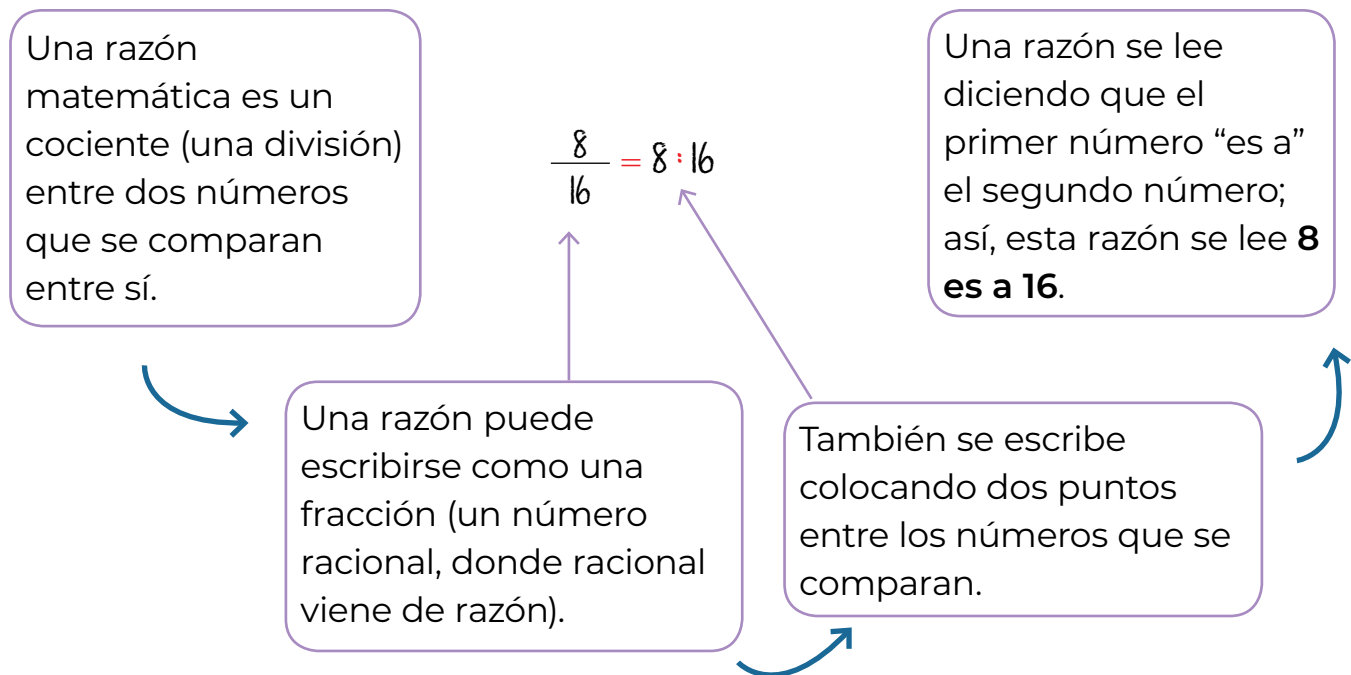 Una razón
matemática es un
cociente (una división)
entre dos números
que se comparan
entre sí.
8
16
= 8 : 16
Una razón puede
escribirse como una
fracción (un número
racional, donde racional
viene de razón).
También se escribe
colocando dos puntos
entre los números que se
comparan.
Una razón se lee
diciendo que el
primer número “es a”
el segundo número;
así, esta razón se lee 8
es a 16.